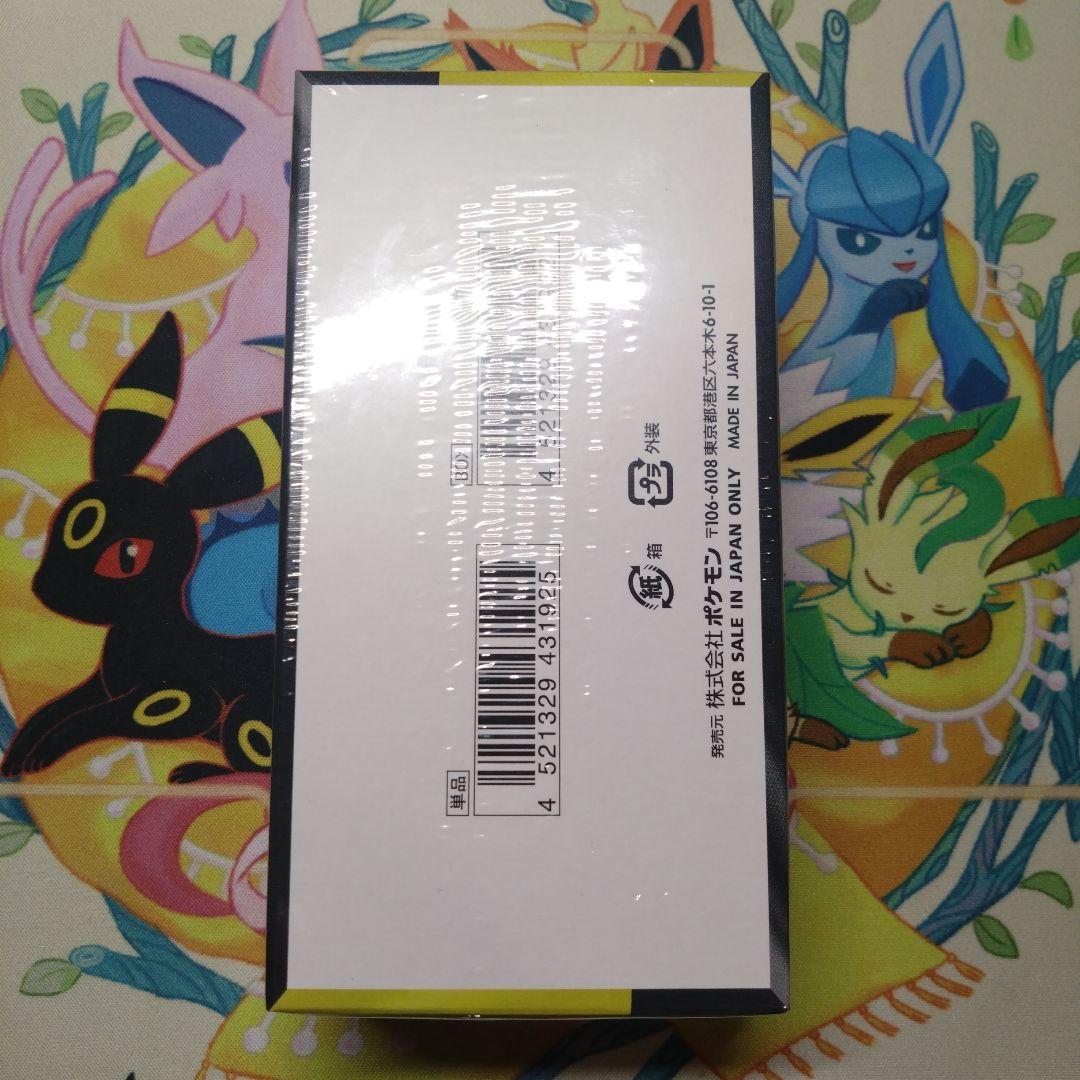 単品
4 521329 431925
BOX
紙 箱
プラ 外装
発売元 株式会社 ポケモン 〒106-6108 東京都港区六本木6-10-1
FOR SALE IN JAPAN ONLY MADE IN JAPAN